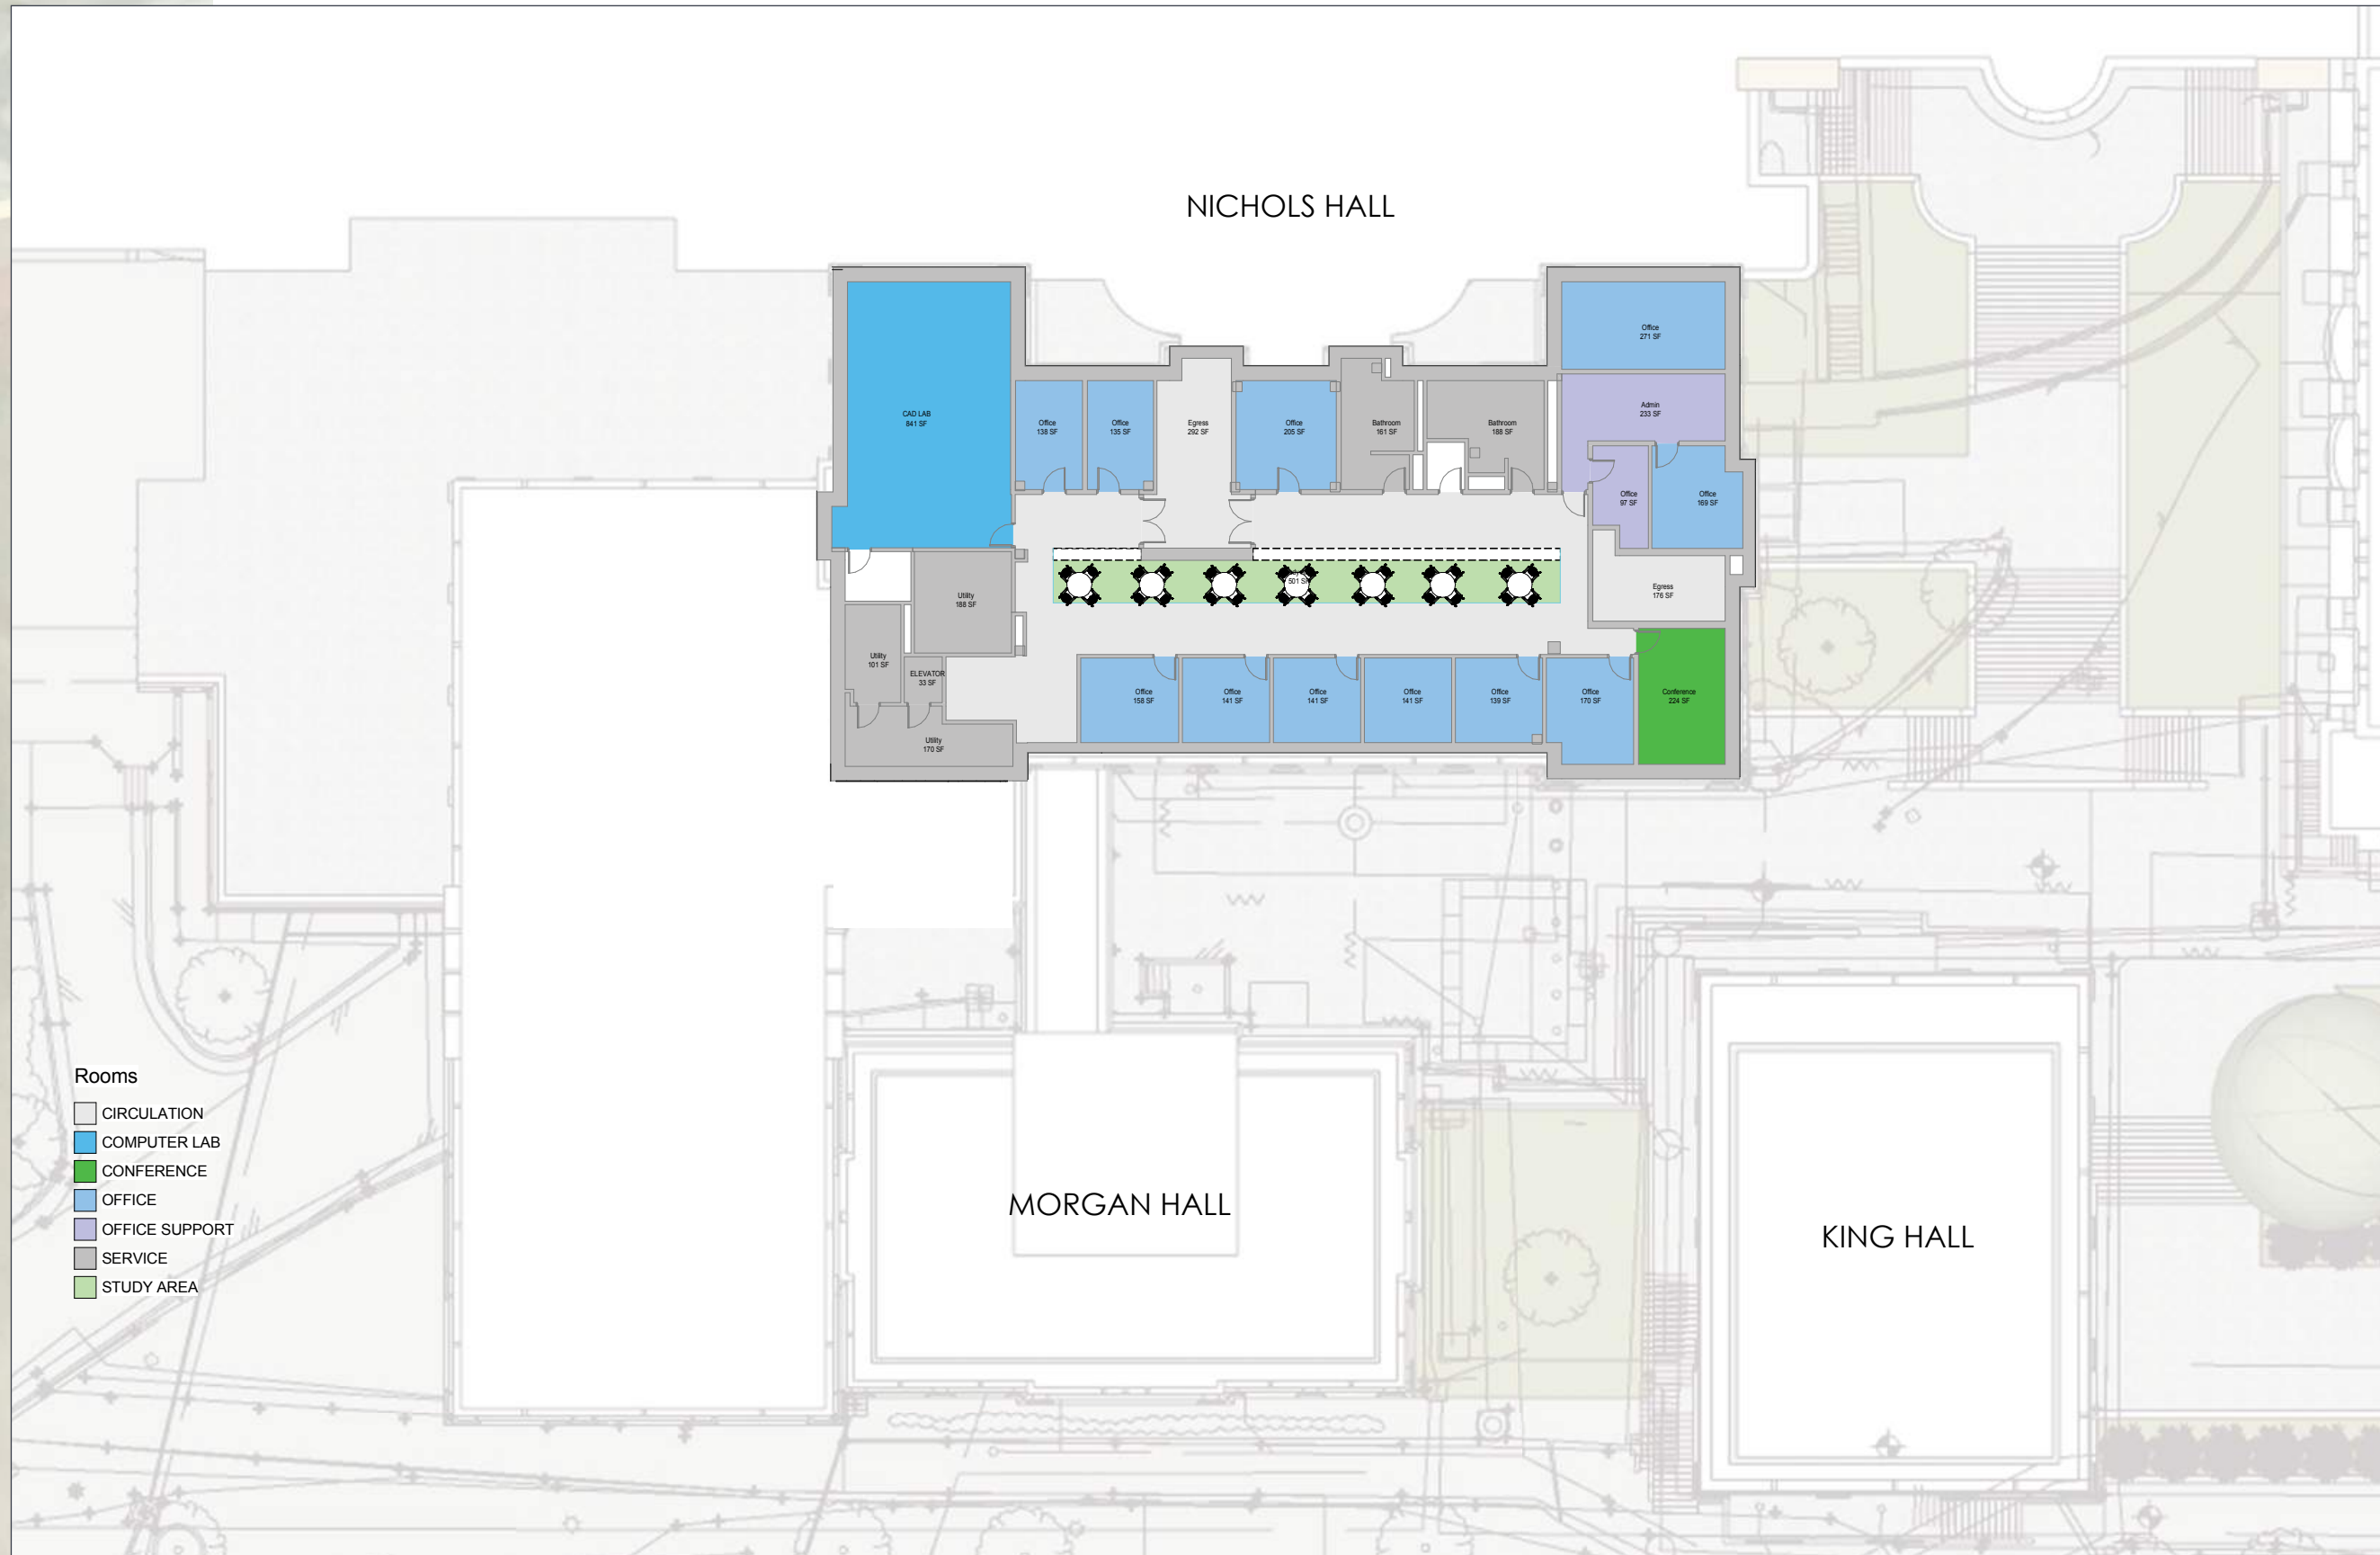 NICHOLS HALL
Office
271 SF
CAD LAB
841 SF
Office
138 SF
Office
135 SF
Egress
292 SF
Office
205 SF
Bathroom
161 SF
Bathroom
188 SF
Admin
233 SF
Office
97 SF
Office
169 SF
501 SF
Egress
176 SF
Utility
188 SF
Utility
101 SF
ELEVATOR
33 SF
Utility
170 SF
Office
158 SF
Office
141 SF
Office
141 SF
Office
141 SF
Office
139 SF
Office
170 SF
Conference
224 SF
Rooms
CIRCULATION
COMPUTER LAB
CONFERENCE
OFFICE
OFFICE SUPPORT
SERVICE
STUDY AREA
MORGAN HALL
KING HALL